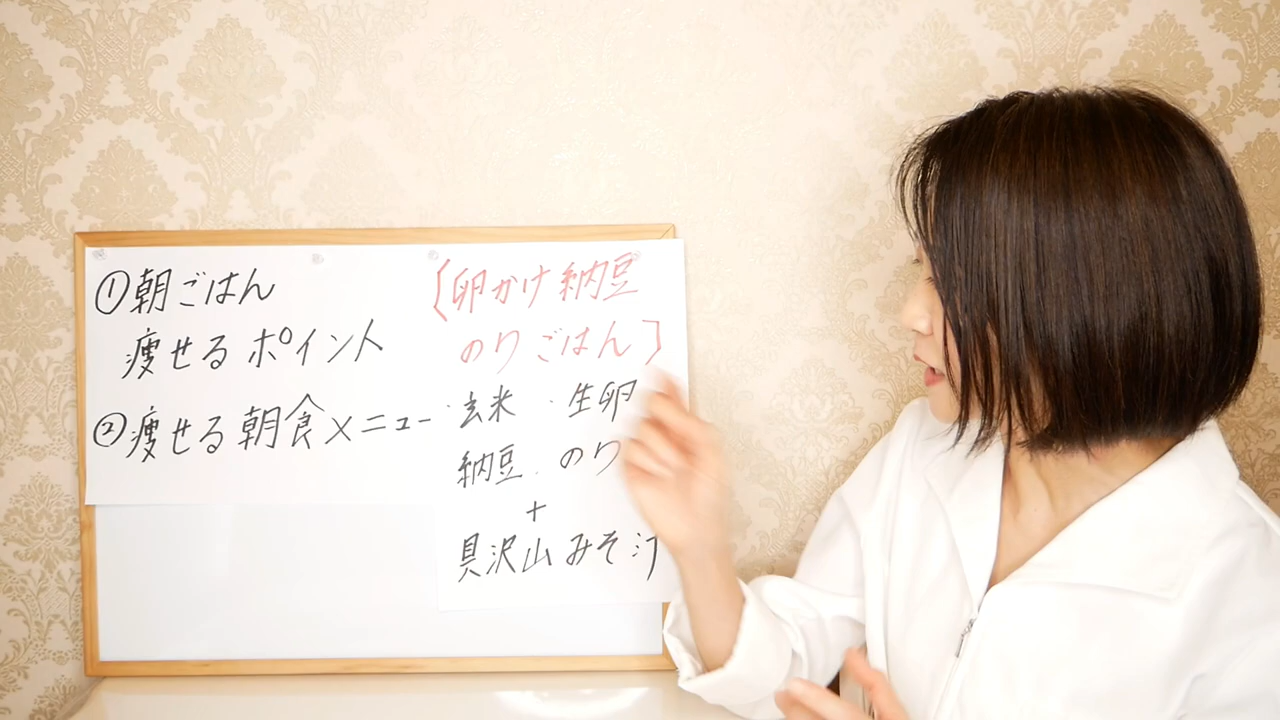 ①朝ごはん
痩せるポイント
②痩せる朝食メニュー
[卵かけ納豆
のりごはん]
・玄米 ・生卵
納豆 . のり
+
具沢山みそ汁